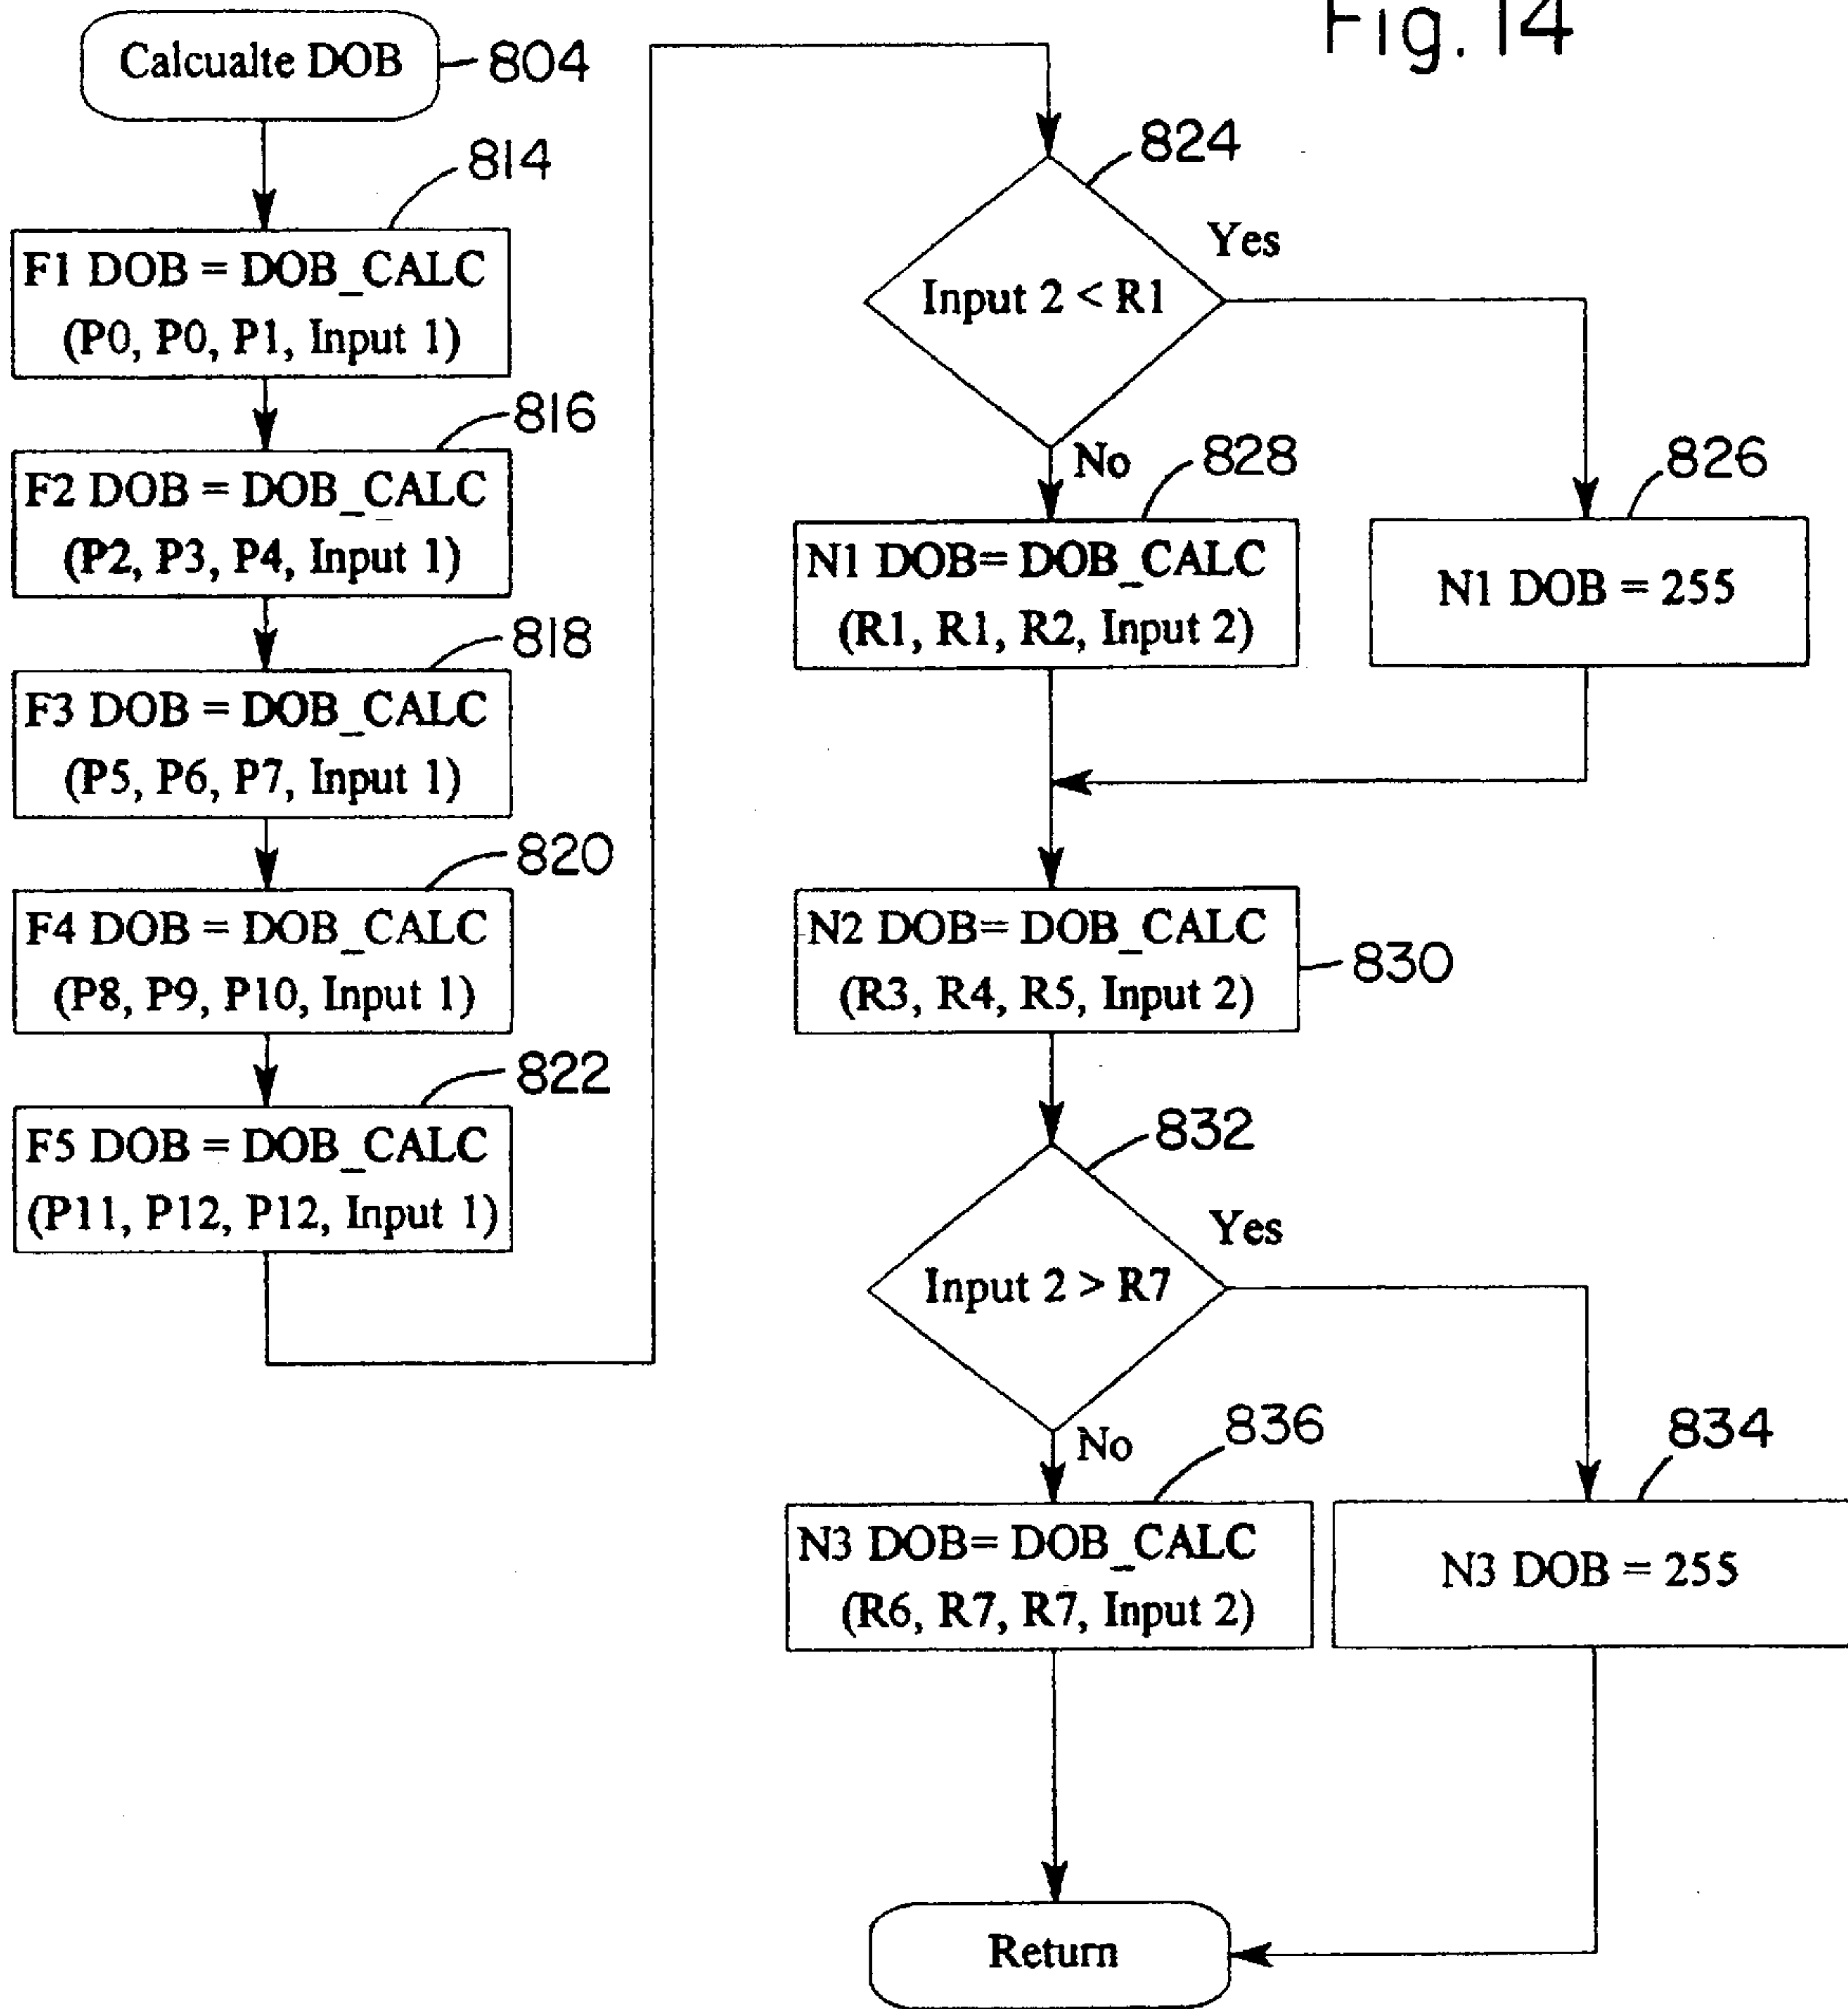 Fig. 14
Calcualte DOB
804
814
F1 DOB = DOB_CALC
(P0, P0, P1, Input 1)
816
F2 DOB = DOB_CALC
(P2, P3, P4, Input 1)
818
F3 DOB = DOB_CALC
(P5, P6, P7, Input 1)
820
F4 DOB = DOB_CALC
(P8, P9, P10, Input 1)
822
F5 DOB = DOB_CALC
(P11, P12, P12, Input 1)
824
Input 2 < R1
Yes
No
828
N1 DOB= DOB_CALC
(R1, R1, R2, Input 2)
826
N1 DOB = 255
N2 DOB= DOB_CALC
(R3, R4, R5, Input 2)
830
832
Input 2 > R7
Yes
No
836
N3 DOB= DOB_CALC
(R6, R7, R7, Input 2)
834
N3 DOB = 255
Return